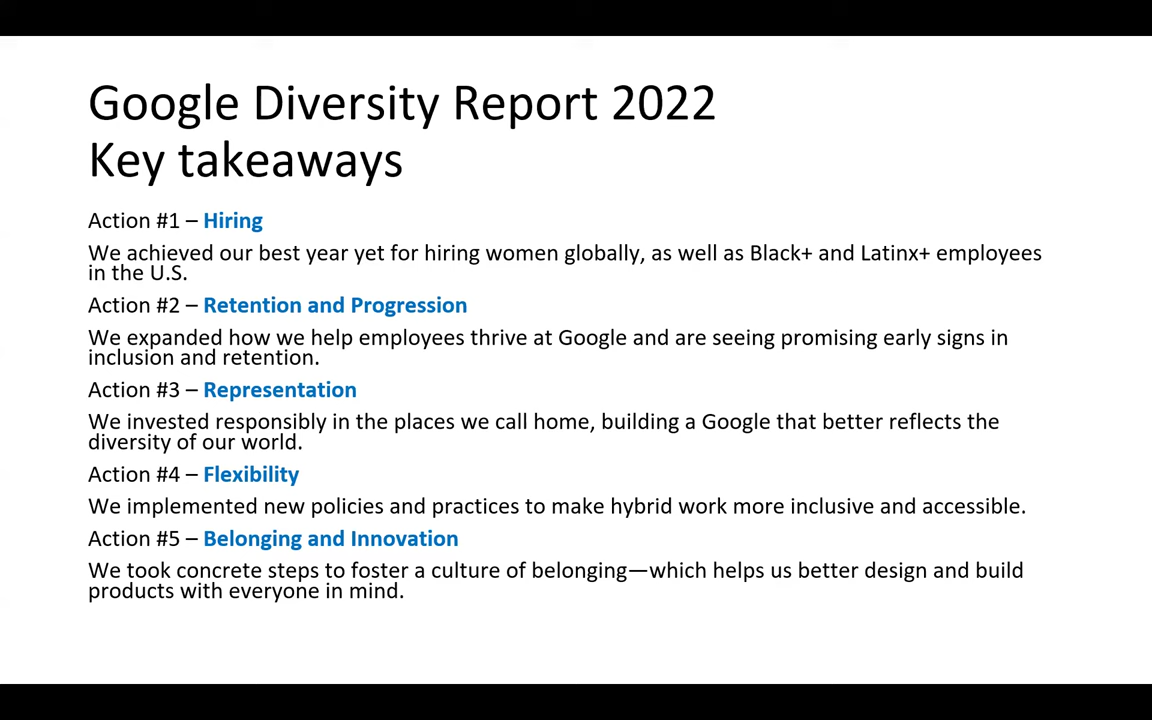 Google Diversity Report 2022
Key takeaways
Action #1 – Hiring
We achieved our best year yet for hiring women globally, as well as Black+ and Latinx+ employees
in the U.S.
Action #2 – Retention and Progression
We expanded how we help employees thrive at Google and are seeing promising early signs in
inclusion and retention.
Action #3 – Representation
We invested responsibly in the places we call home, building a Google that better reflects the
diversity of our world.
Action #4 – Flexibility
We implemented new policies and practices to make hybrid work more inclusive and accessible.
Action #5 – Belonging and Innovation
We took concrete steps to foster a culture of belonging—which helps us better design and build
products with everyone in mind.